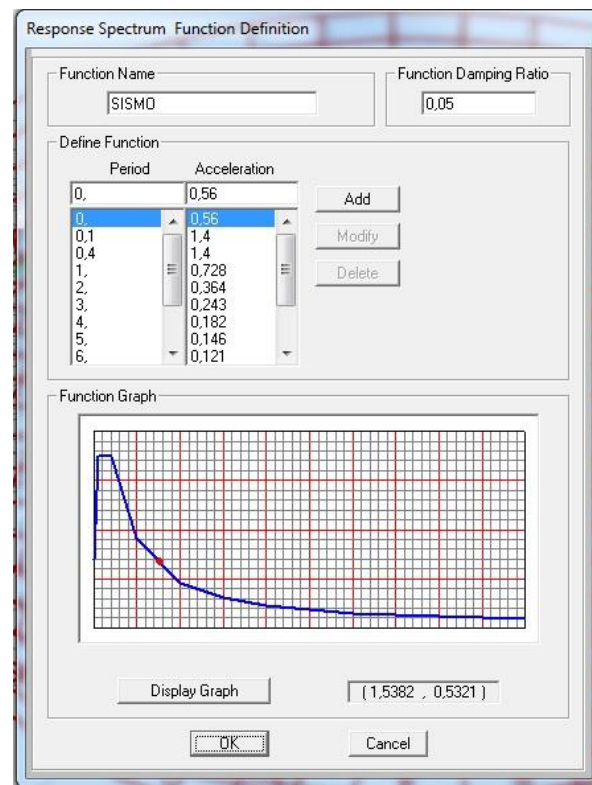 Response Spectrum Function Definition
Function Name
SISMO
Function Damping Ratio
0,05
Define Function
Period Acceleration
0, 0,56
Add
0, 0,56
0,1 1,4
Modify
0,4 1,4
1, 0,728
Delete
2, 0,364
3, 0,243
4, 0,182
5, 0,146
6, 0,121
Function Graph
Display Graph
( 1,5382 , 0,5321 )
OK
Cancel